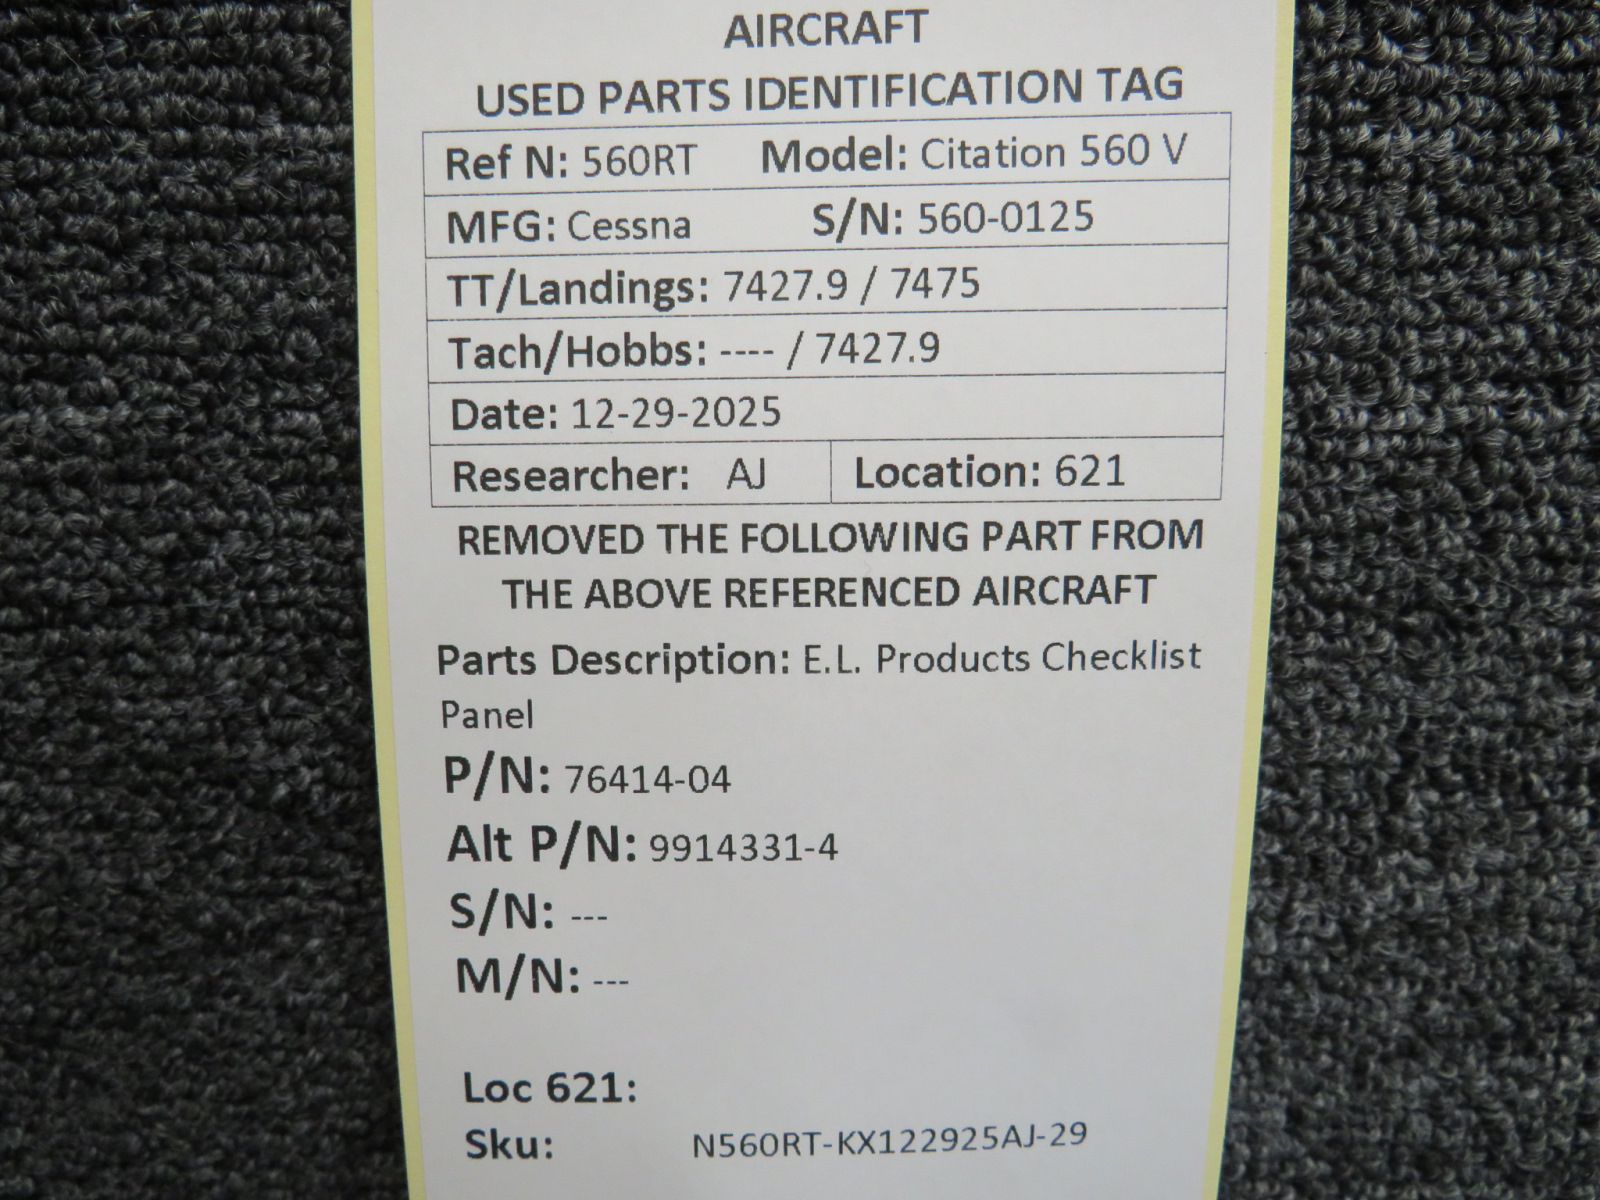 AIRCRAFT
USED PARTS IDENTIFICATION TAG
Ref N: 560RT Model: Citation 560 V
MFG: Cessna S/N: 560-0125
TT/Landings: 7427.9 / 7475
Tach/Hobbs: ---- / 7427.9
Date: 12-29-2025
Researcher: AJ Location: 621
REMOVED THE FOLLOWING PART FROM
THE ABOVE REFERENCED AIRCRAFT
Parts Description: E.L. Products Checklist
Panel
P/N: 76414-04
Alt P/N: 9914331-4
S/N: ---
M/N: ---
Loc 621:
Sku: N560RT-KX122925AJ-29